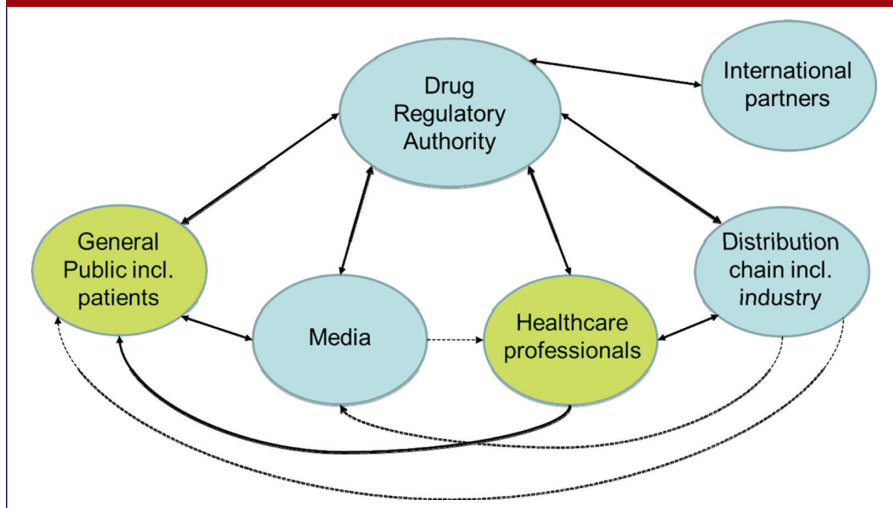 Drug
Regulatory
Authority
International
partners
General
Public incl.
patients
Media
Healthcare
professionals
Distribution
chain incl.
industry